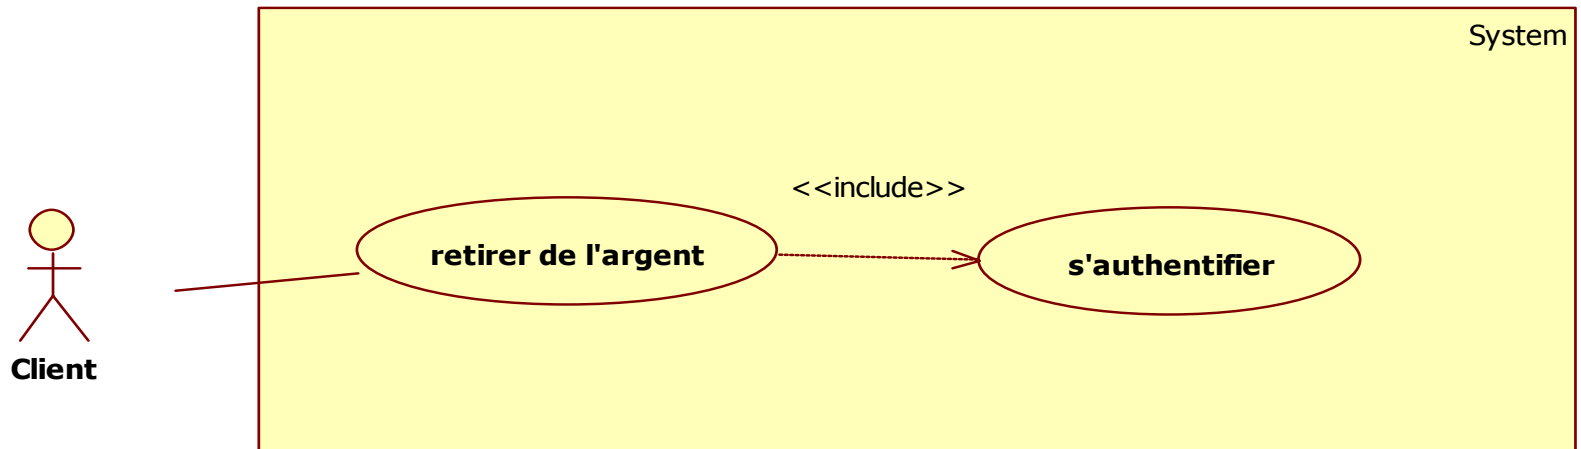 System
<<include>>
retirer de l'argent
s'authentifier
Client